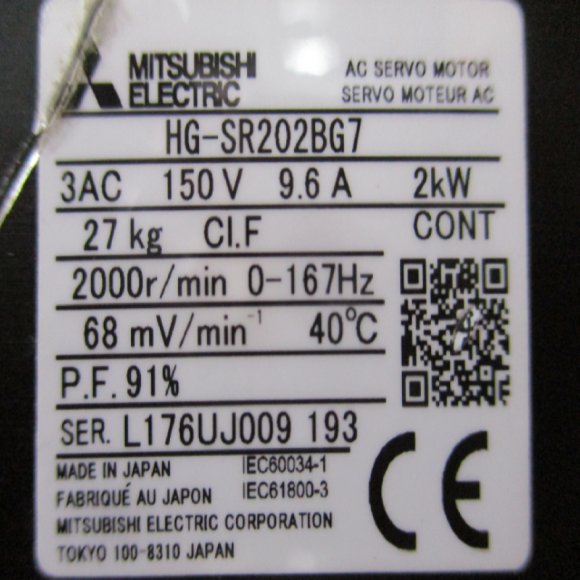 MITSUBISHI ELECTRIC
AC SERVO MOTOR
SERVO MOTEUR AC
HG-SR202BG7
3AC 150 V 9.6 A 2kW
27 kg CI.F CONT
2000r/min 0-167Hz
68 mV/min⁻¹ 40°C
P.F. 91%
SER. L176UJ009 193
MADE IN JAPAN IEC60034-1
FABRIQUÉ AU JAPON IEC61800-3
MITSUBISHI ELECTRIC CORPORATION
TOKYO 100-8310 JAPAN
CE